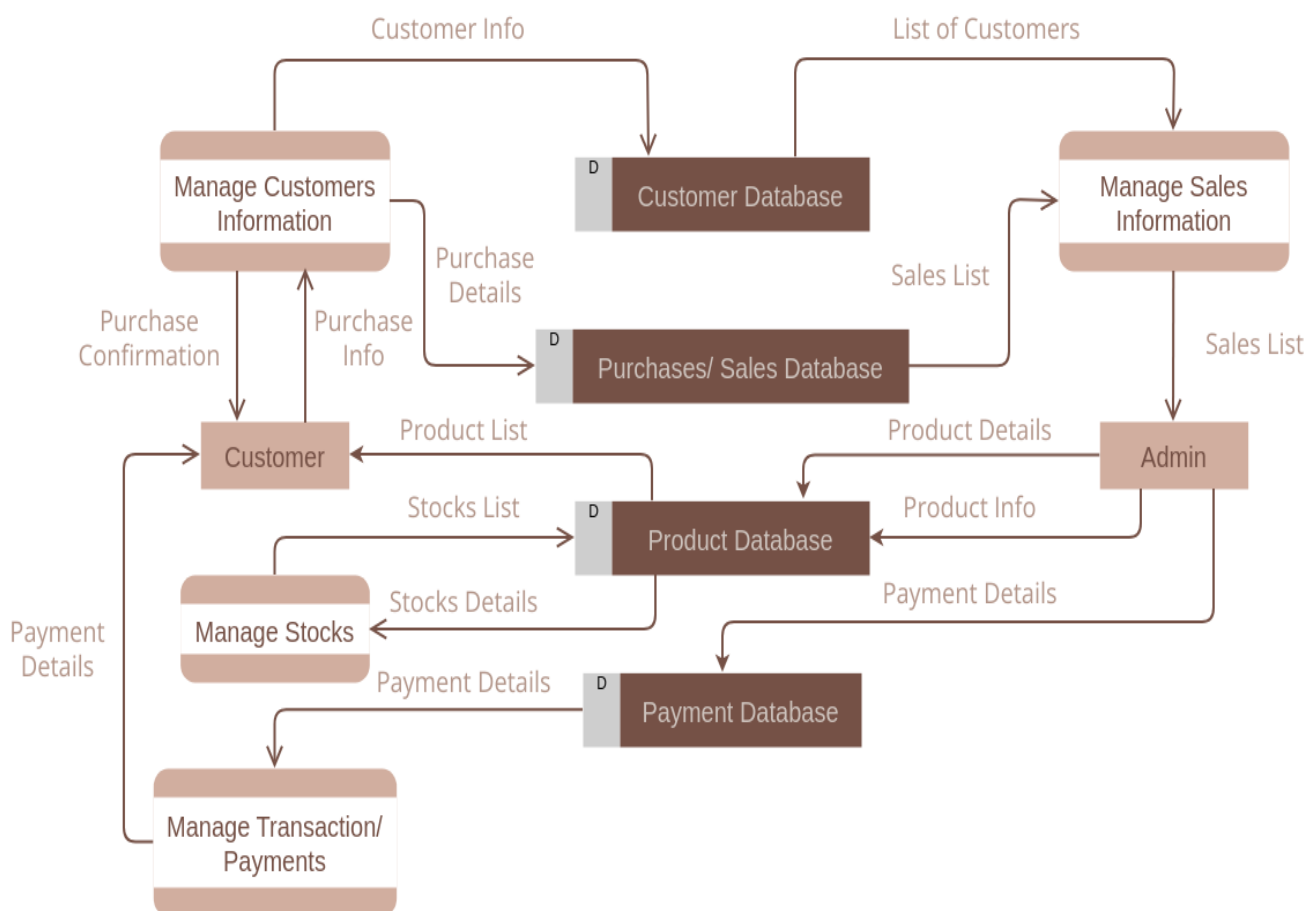 Customer Info
List of Customers
D
Customer Database
Manage Customers
Information
Manage Sales
Information
Purchase
Details
Sales List
Purchase
Confirmation
Purchase
Info
D
Purchases/ Sales Database
Sales List
Customer
Product List
Product Details
Admin
Stocks List
D
Product Database
Product Info
Manage Stocks
Stocks Details
Payment Details
Payment
Details
Payment Details
D
Payment Database
Manage Transaction/
Payments